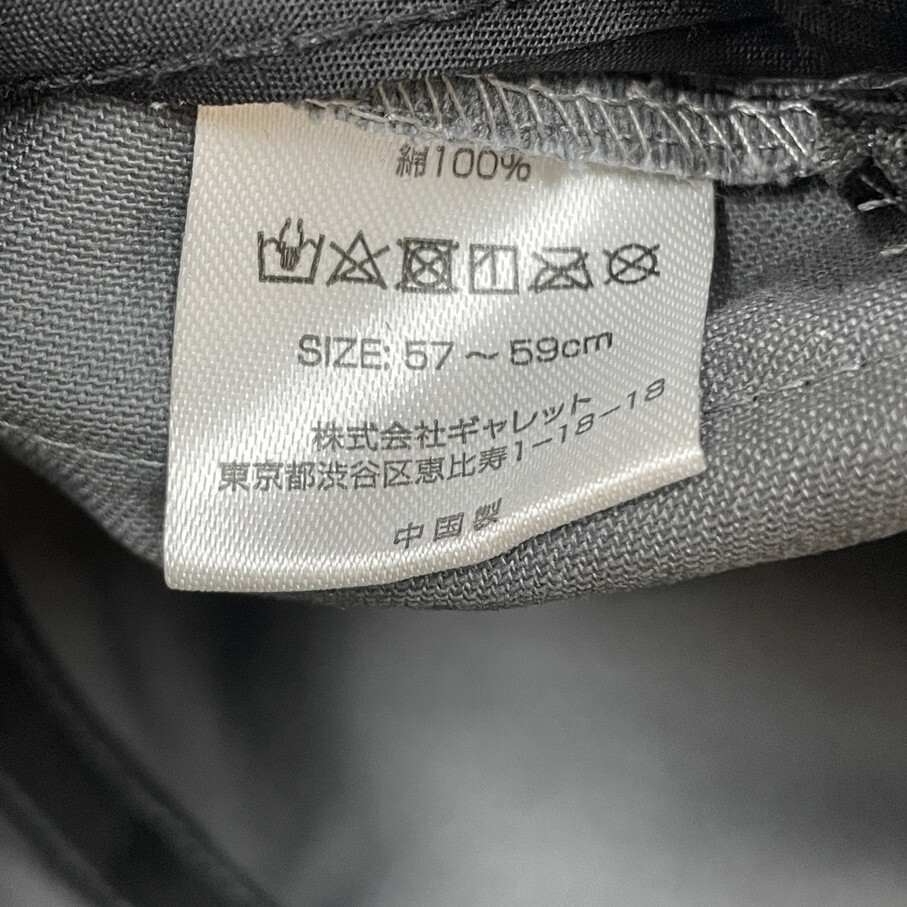 綿100%
SIZE: 57 ～ 59cm
株式会社ギャレット
東京都渋谷区恵比寿1-18-18
中国製